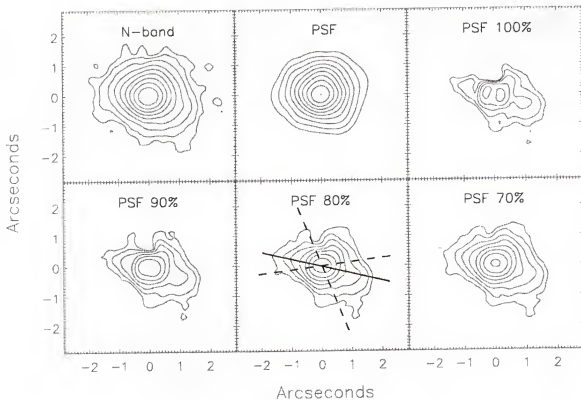 N-band PSF PSF 100%
2
1
0
-1
-2
PSF 90% PSF 80% PSF 70%
2
1
0
-1
-2
Arcseconds
-2 -1 0 1 2 -2 -1 0 1 2 -2 -1 0 1 2
Arcseconds